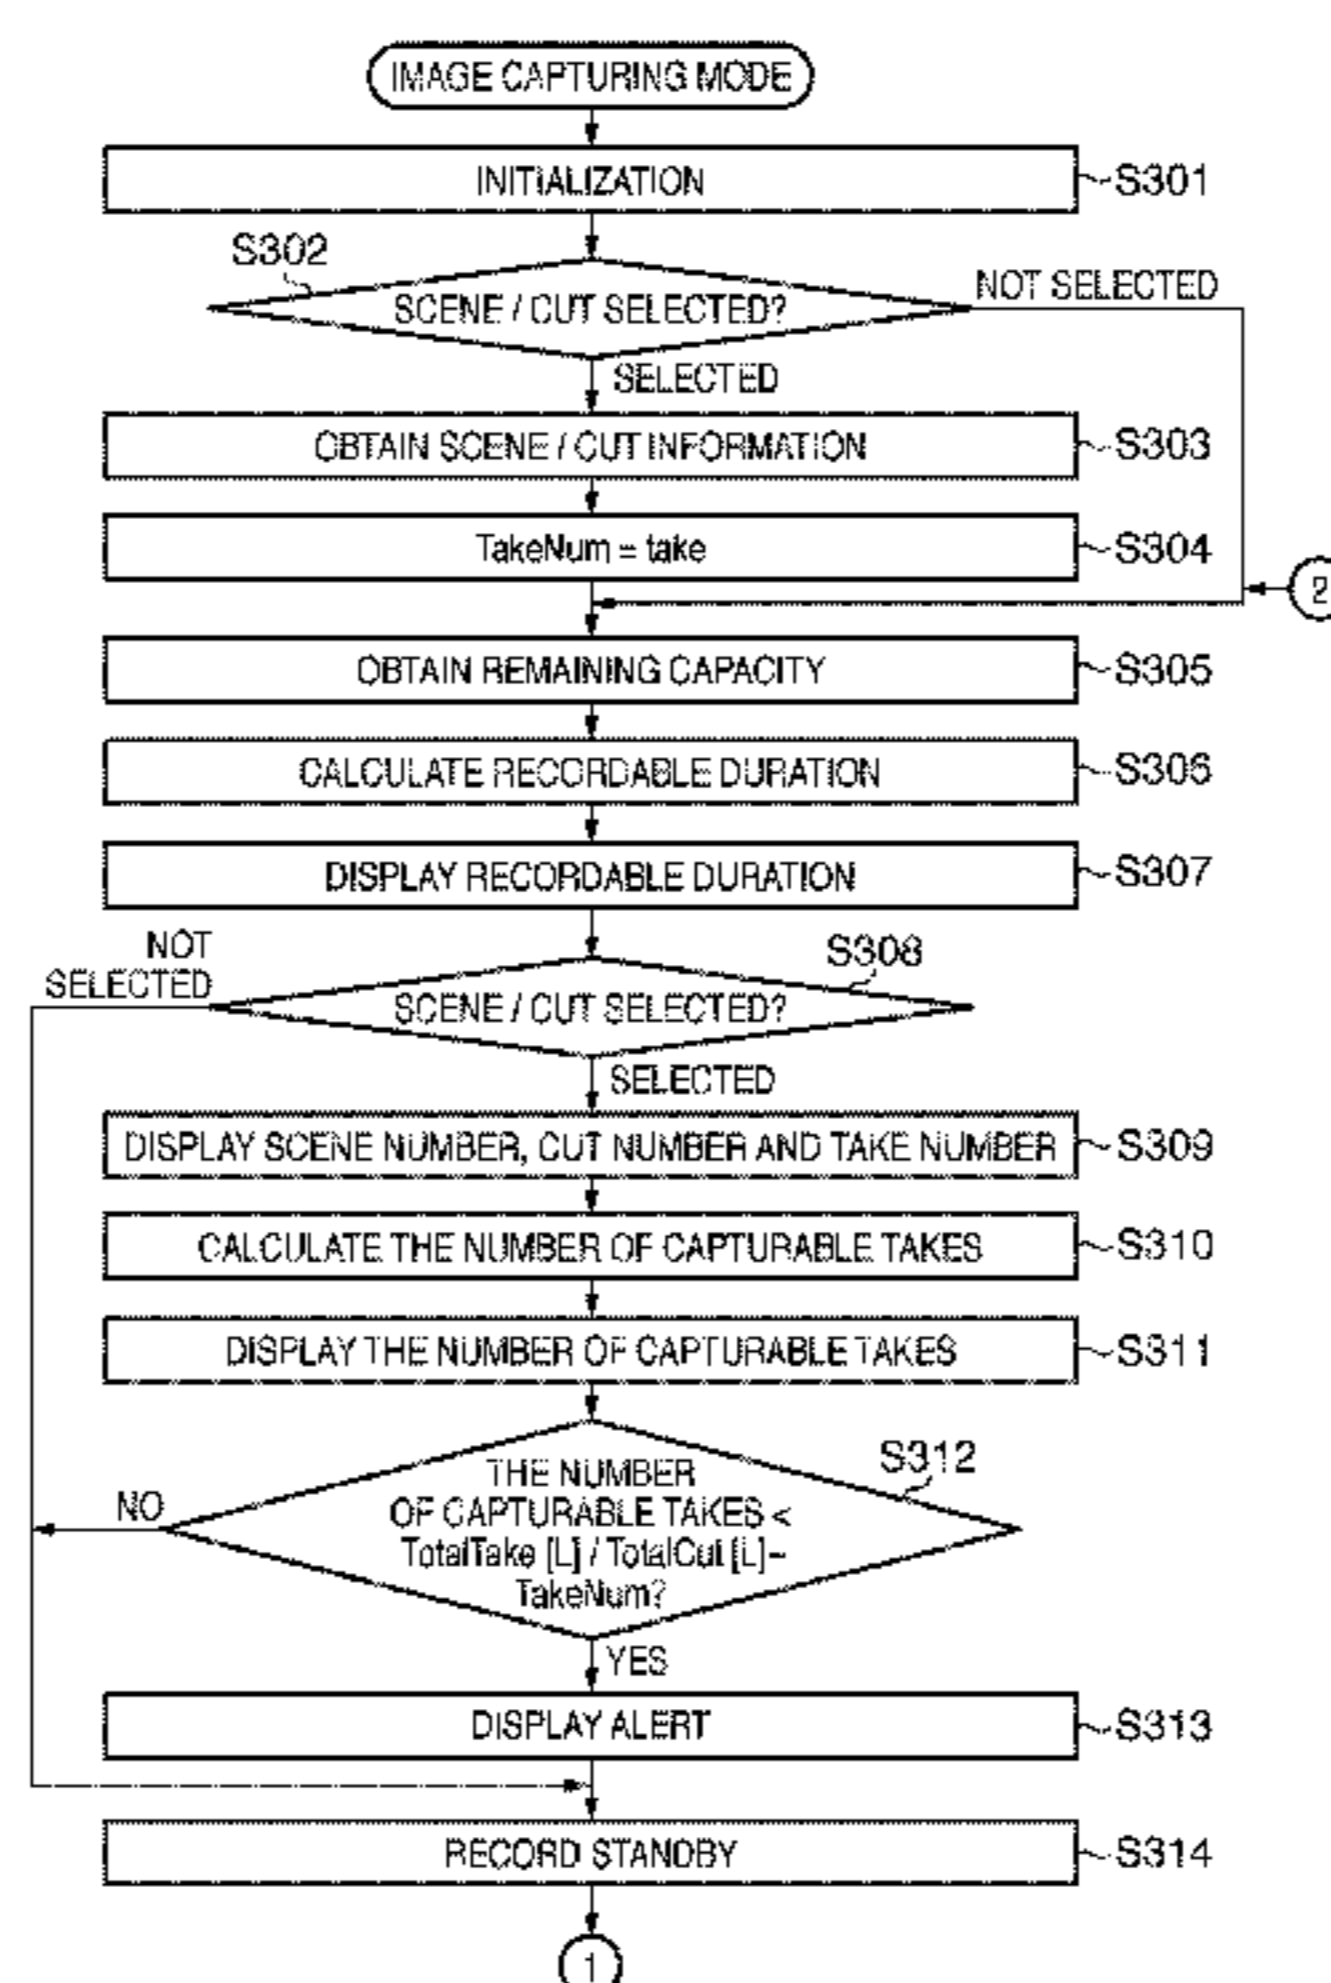 IMAGE CAPTURING MODE
INITIALIZATION
S301
S302
SCENE / CUT SELECTED?
NOT SELECTED
SELECTED
OBTAIN SCENE / CUT INFORMATION
S303
TakeNum = take
S304
2
OBTAIN REMAINING CAPACITY
S305
CALCULATE RECORDABLE DURATION
S306
DISPLAY RECORDABLE DURATION
S307
NOT
SELECTED
S308
SCENE / CUT SELECTED?
SELECTED
DISPLAY SCENE NUMBER, CUT NUMBER AND TAKE NUMBER
S309
CALCULATE THE NUMBER OF CAPTURABLE TAKES
S310
DISPLAY THE NUMBER OF CAPTURABLE TAKES
S311
S312
THE NUMBER
OF CAPTURABLE TAKES <
TotalTake [L] / TotalCut [L]–
TakeNum?
NO
YES
DISPLAY ALERT
S313
RECORD STANDBY
S314
1